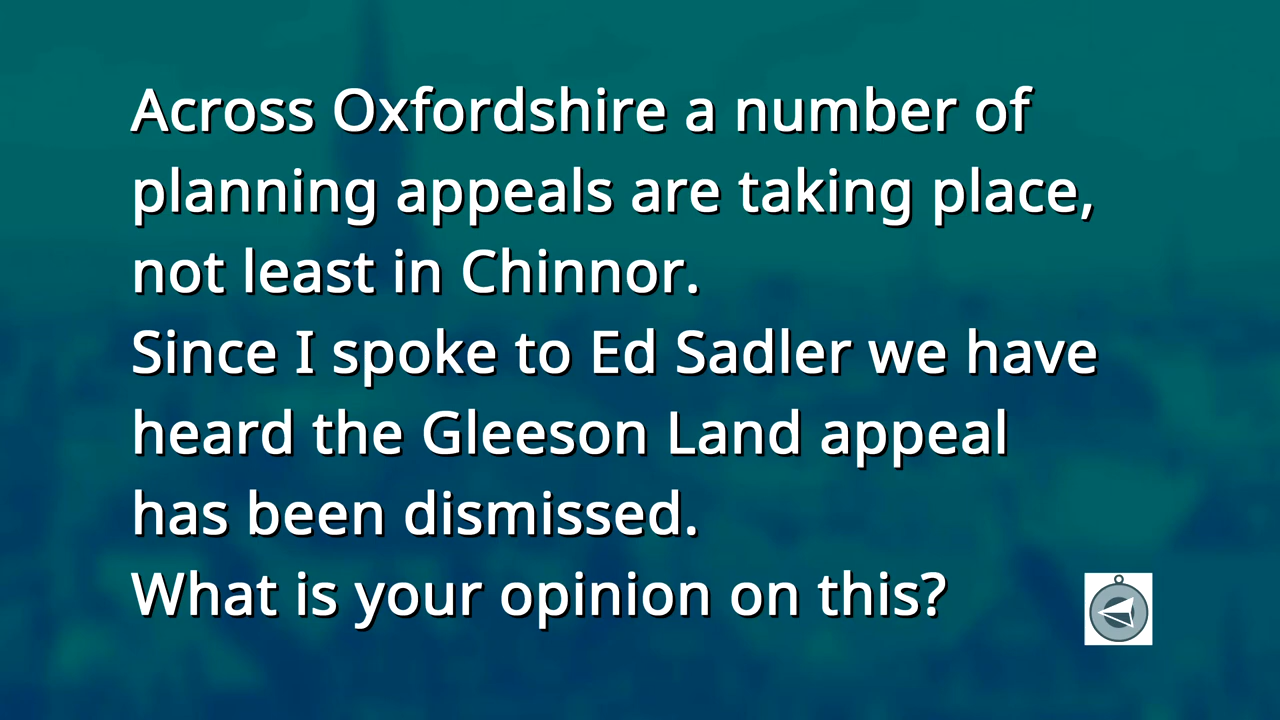 Across Oxfordshire a number of
planning appeals are taking place,
not least in Chinnor.
Since I spoke to Ed Sadler we have
heard the Gleeson Land appeal
has been dismissed.
What is your opinion on this?